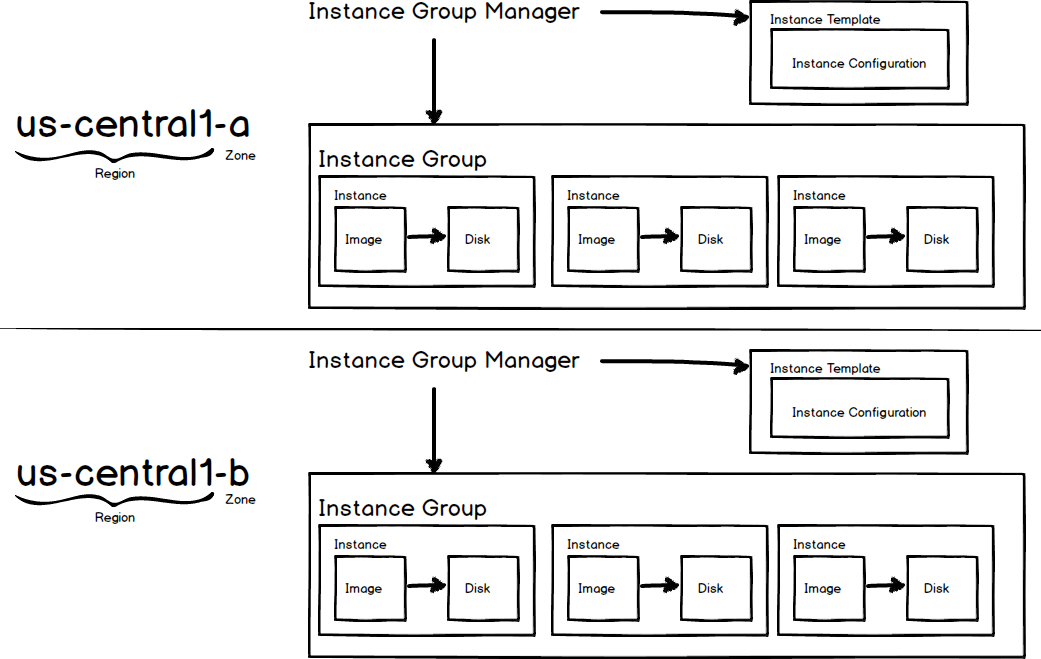 Instance Group Manager
Instance Template
Instance Configuration
us-central1-a
Zone
Region
Instance Group
Instance
Instance
Instance
Image
Disk
Image
Disk
Image
Disk
Instance Group Manager
Instance Template
Instance Configuration
us-central1-b
Zone
Region
Instance Group
Instance
Instance
Instance
Image
Disk
Image
Disk
Image
Disk